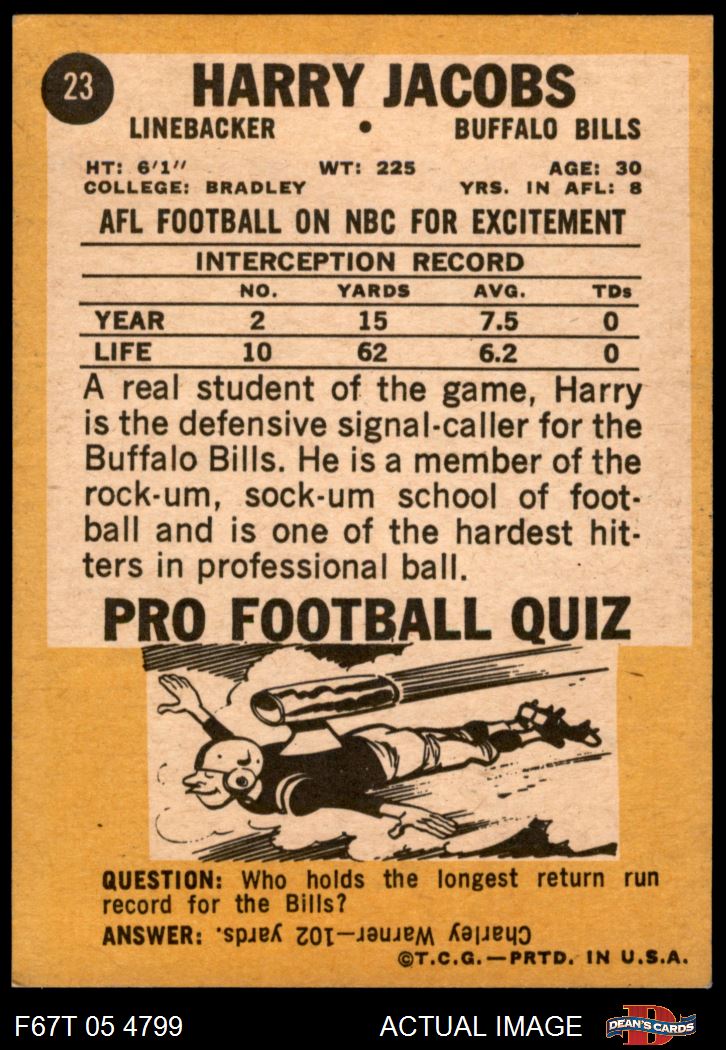 23
HARRY JACOBS
LINEBACKER • BUFFALO BILLS
HT: 6'1" WT: 225 AGE: 30
COLLEGE: BRADLEY YRS. IN AFL: 8
AFL FOOTBALL ON NBC FOR EXCITEMENT
INTERCEPTION RECORD
NO. YARDS AVG. TDs
YEAR 2 15 7.5 0
LIFE 10 62 6.2 0
A real student of the game, Harry
is the defensive signal-caller for the
Buffalo Bills. He is a member of the
rock-um, sock-um school of foot-
ball and is one of the hardest hit-
ters in professional ball.
PRO FOOTBALL QUIZ
QUESTION: Who holds the longest return run
record for the Bills?
ANSWER: Charley Warner—102 yards.
©T.C.G.—PRTD. IN U.S.A.
F67T 05 4799 ACTUAL IMAGE DEAN'S CARDS